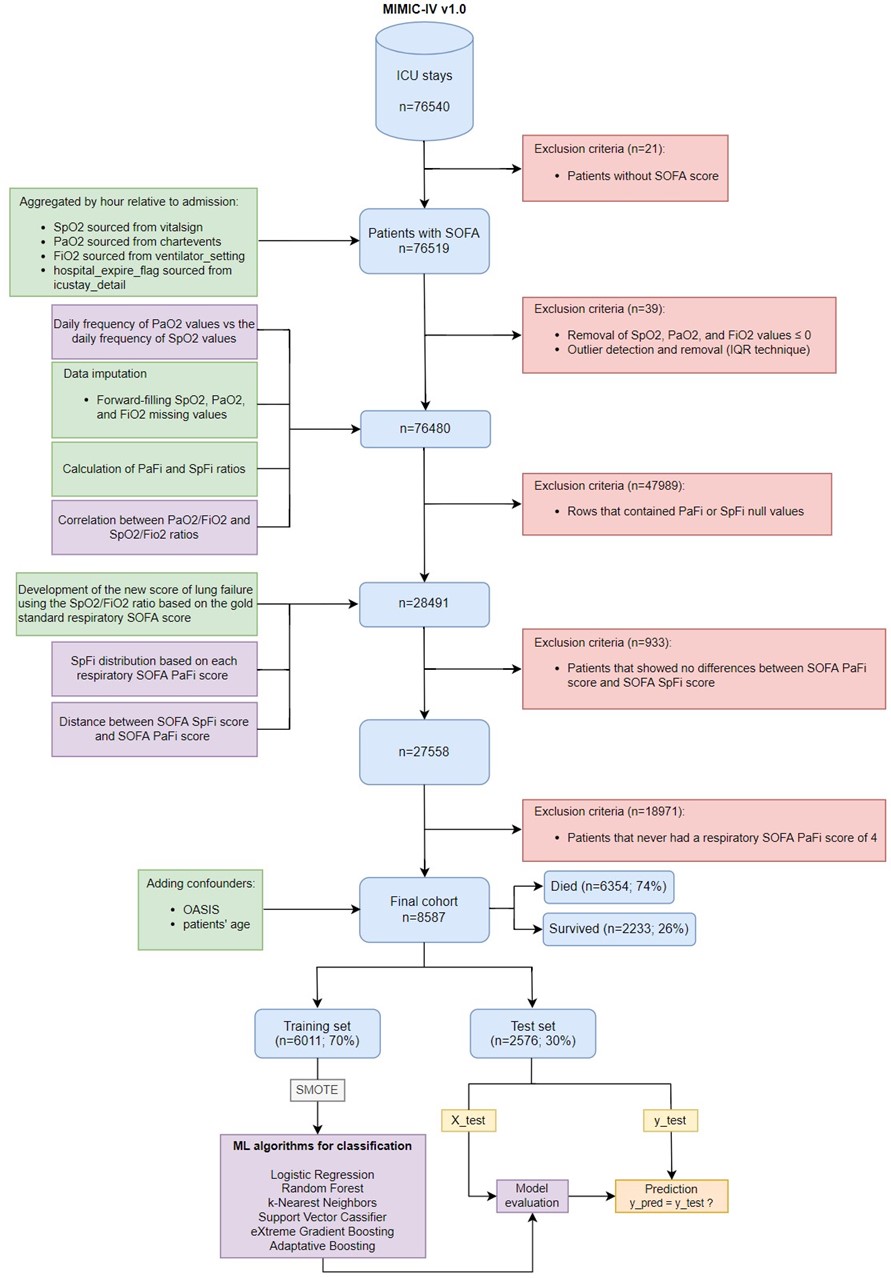 MIMIC-IV v1.0
ICU stays
n=76540
Exclusion criteria (n=21):
• Patients without SOFA score
Aggregated by hour relative to admission:
• SpO2 sourced from vitalsign
• PaO2 sourced from chartevents
• FiO2 sourced from ventilator_setting
• hospital_expire_flag sourced from
icustay_detail
Patients with SOFA
n=76519
Exclusion criteria (n=39):
• Removal of SpO2, PaO2, and FiO2 values ≤ 0
• Outlier detection and removal (IQR technique)
Daily frequency of PaO2 values vs the
daily frequency of SpO2 values
Data imputation
• Forward-filling SpO2, PaO2,
and FiO2 missing values
Calculation of PaFi and SpFi ratios
Correlation between PaO2/FiO2 and
SpO2/Fio2 ratios
n=76480
Exclusion criteria (n=47989):
• Rows that contained PaFi or SpFi null values
Development of the new score of lung failure
using the SpO2/FiO2 ratio based on the gold
standard respiratory SOFA score
SpFi distribution based on each
respiratory SOFA PaFi score
Distance between SOFA SpFi score
and SOFA PaFi score
n=28491
Exclusion criteria (n=933):
• Patients that showed no differences between SOFA PaFi
score and SOFA SpFi score
n=27558
Exclusion criteria (n=18971):
• Patients that never had a respiratory SOFA PaFi score of 4
Adding confounders:
• OASIS
• patients' age
Final cohort
n=8587
Died (n=6354; 74%)
Survived (n=2233; 26%)
Training set
(n=6011; 70%)
Test set
(n=2576; 30%)
SMOTE
X_test
y_test
ML algorithms for classification
Logistic Regression
Random Forest
k-Nearest Neighbors
Support Vector Cassifier
eXtreme Gradient Boosting
Adaptative Boosting
Model
evaluation
Prediction
y_pred = y_test ?